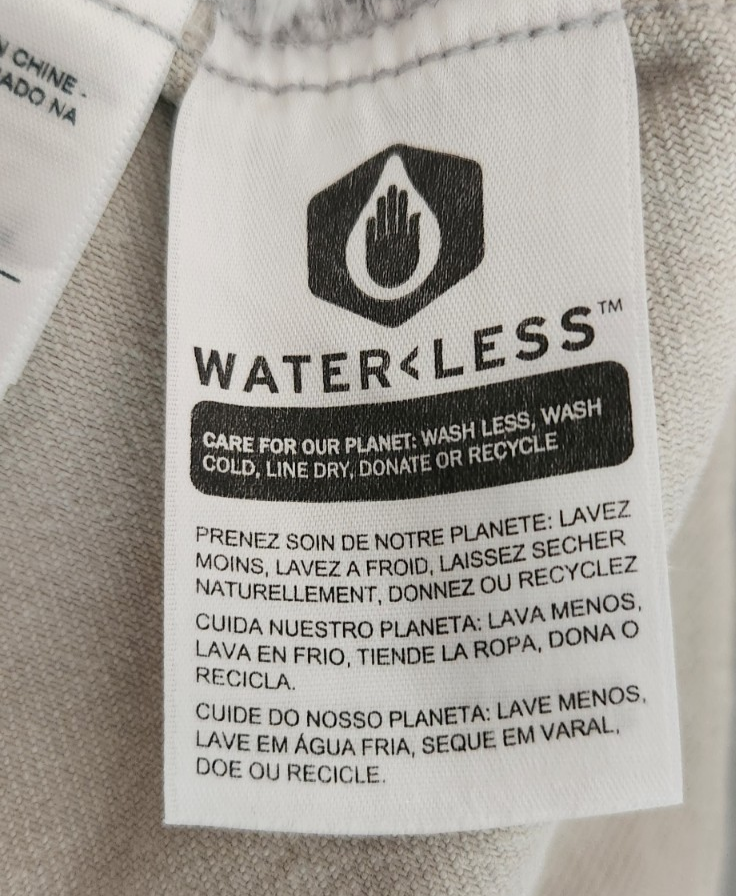 N CHINE -
ADO NA
WATER<LESS™
CARE FOR OUR PLANET: WASH LESS, WASH
COLD, LINE DRY, DONATE OR RECYCLE
PRENEZ SOIN DE NOTRE PLANETE: LAVEZ
MOINS, LAVEZ A FROID, LAISSEZ SECHER
NATURELLEMENT, DONNEZ OU RECYCLEZ
CUIDA NUESTRO PLANETA: LAVA MENOS,
LAVA EN FRIO, TIENDE LA ROPA, DONA O
RECICLA.
CUIDE DO NOSSO PLANETA: LAVE MENOS,
LAVE EM ÁGUA FRIA, SEQUE EM VARAL,
DOE OU RECICLE.